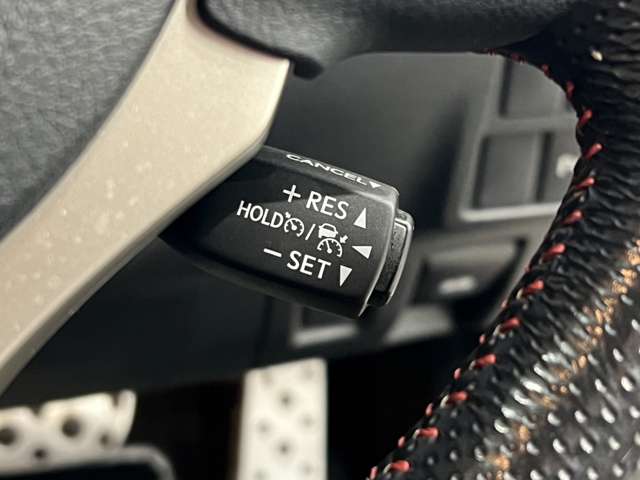 CANCEL▼
+ RES ▲
HOLD /
- SET ▼